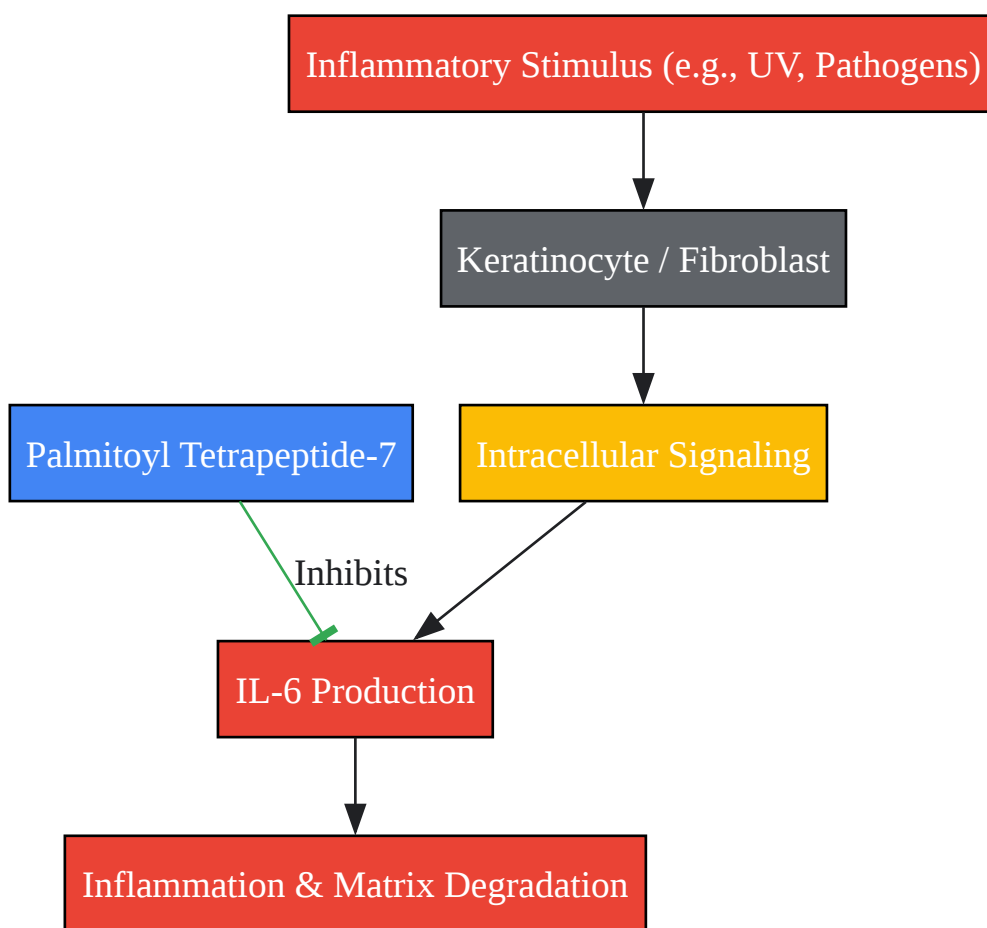 Inflammatory Stimulus (e.g., UV, Pathogens)
Keratinocyte / Fibroblast
Palmitoyl Tetrapeptide-7
Intracellular Signaling
Inhibits
IL-6 Production
Inflammation & Matrix Degradation